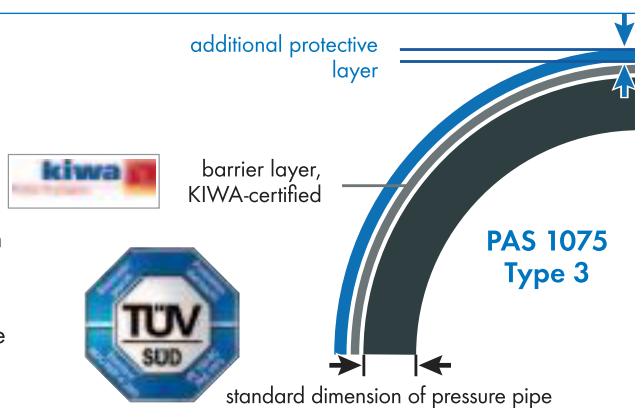 additional protective
layer
kiwa
barrier layer,
KIWA-certified
PAS 1075
Type 3
TÜV
SÜD
e
standard dimension of pressure pipe